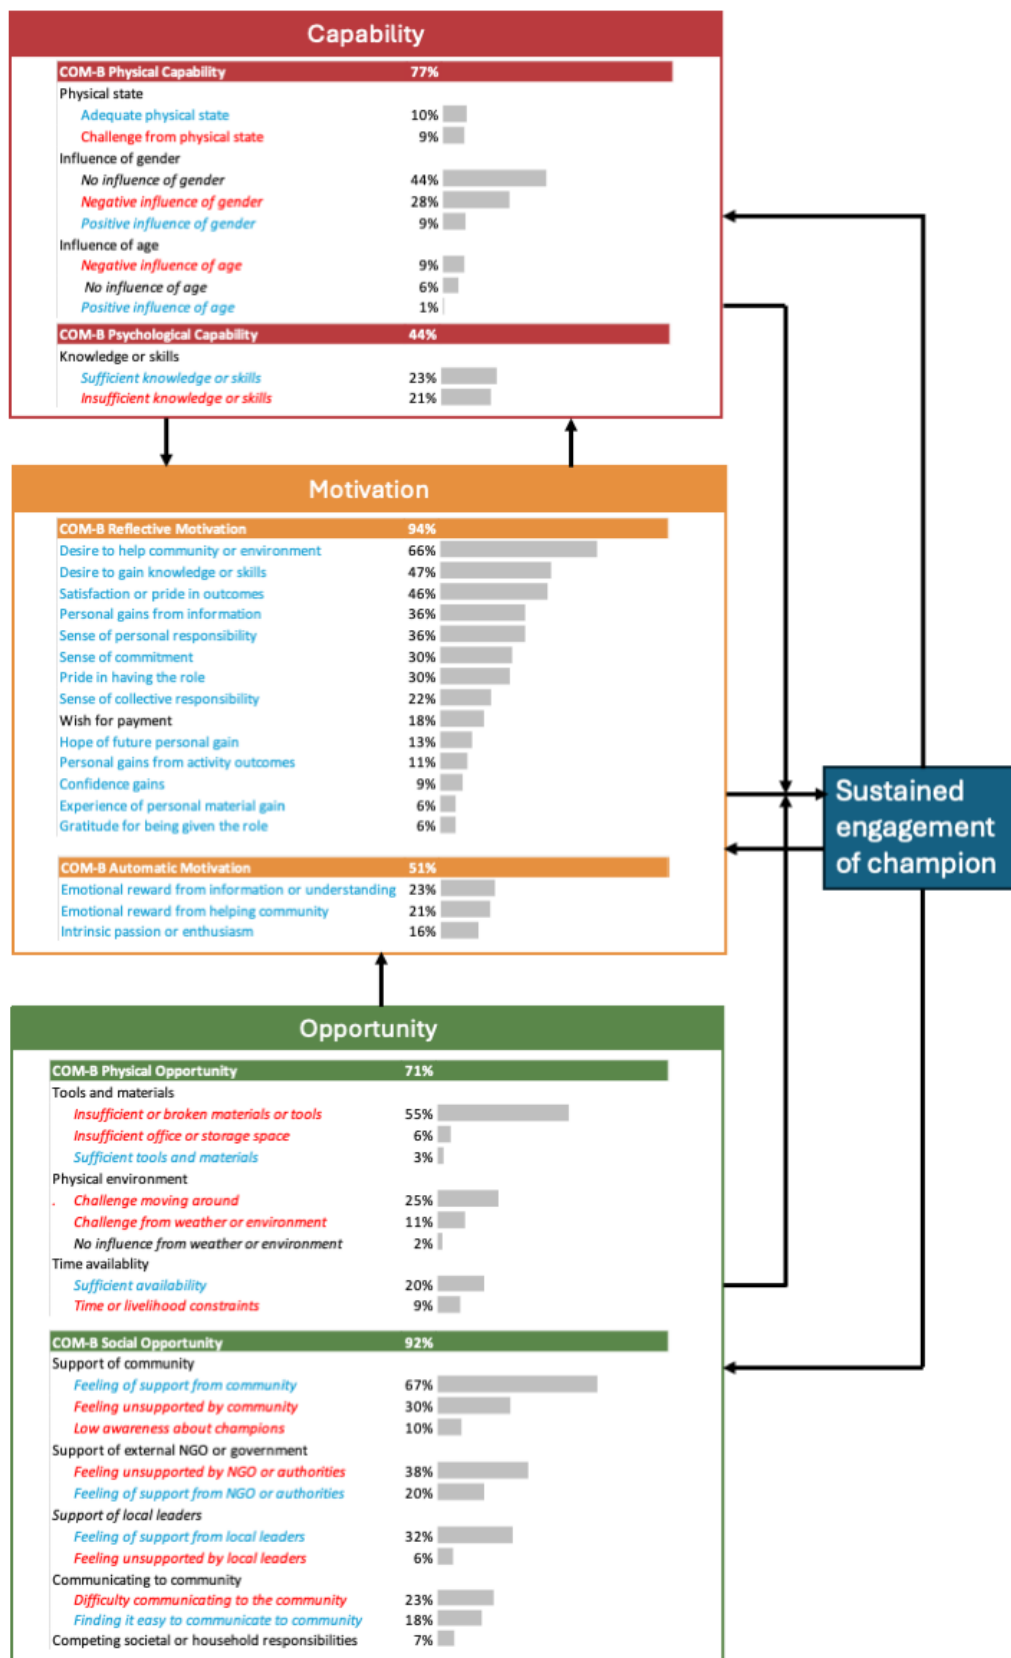 Capability
COM-B Physical Capability 77%
Physical state
Adequate physical state 10%
Challenge from physical state 9%
Influence of gender
No influence of gender 44%
Negative influence of gender 28%
Positive influence of gender 9%
Influence of age
Negative influence of age 9%
No influence of age 6%
Positive influence of age 1%
COM-B Psychological Capability 44%
Knowledge or skills
Sufficient knowledge or skills 23%
Insufficient knowledge or skills 21%
Motivation
COM-B Reflective Motivation 94%
Desire to help community or environment 66%
Desire to gain knowledge or skills 47%
Satisfaction or pride in outcomes 46%
Personal gains from information 36%
Sense of personal responsibility 36%
Sense of commitment 30%
Pride in having the role 30%
Sense of collective responsibility 22%
Wish for payment 18%
Hope of future personal gain 13%
Personal gains from activity outcomes 11%
Confidence gains 9%
Experience of personal material gain 6%
Gratitude for being given the role 6%
COM-B Automatic Motivation 51%
Emotional reward from information or understanding 23%
Emotional reward from helping community 21%
Intrinsic passion or enthusiasm 16%
Sustained
engagement
of champion
Opportunity
COM-B Physical Opportunity 71%
Tools and materials
Insufficient or broken materials or tools 55%
Insufficient office or storage space 6%
Sufficient tools and materials 3%
Physical environment
. Challenge moving around 25%
Challenge from weather or environment 11%
No influence from weather or environment 2%
Time availablity
Sufficient availability 20%
Time or livelihood constraints 9%
COM-B Social Opportunity 92%
Support of community
Feeling of support from community 67%
Feeling unsupported by community 30%
Low awareness about champions 10%
Support of external NGO or government
Feeling unsupported by NGO or authorities 38%
Feeling of support from NGO or authorities 20%
Support of local leaders
Feeling of support from local leaders 32%
Feeling unsupported by local leaders 6%
Communicating to community
Difficulty communicating to the community 23%
Finding it easy to communicate to community 18%
Competing societal or household responsibilities 7%